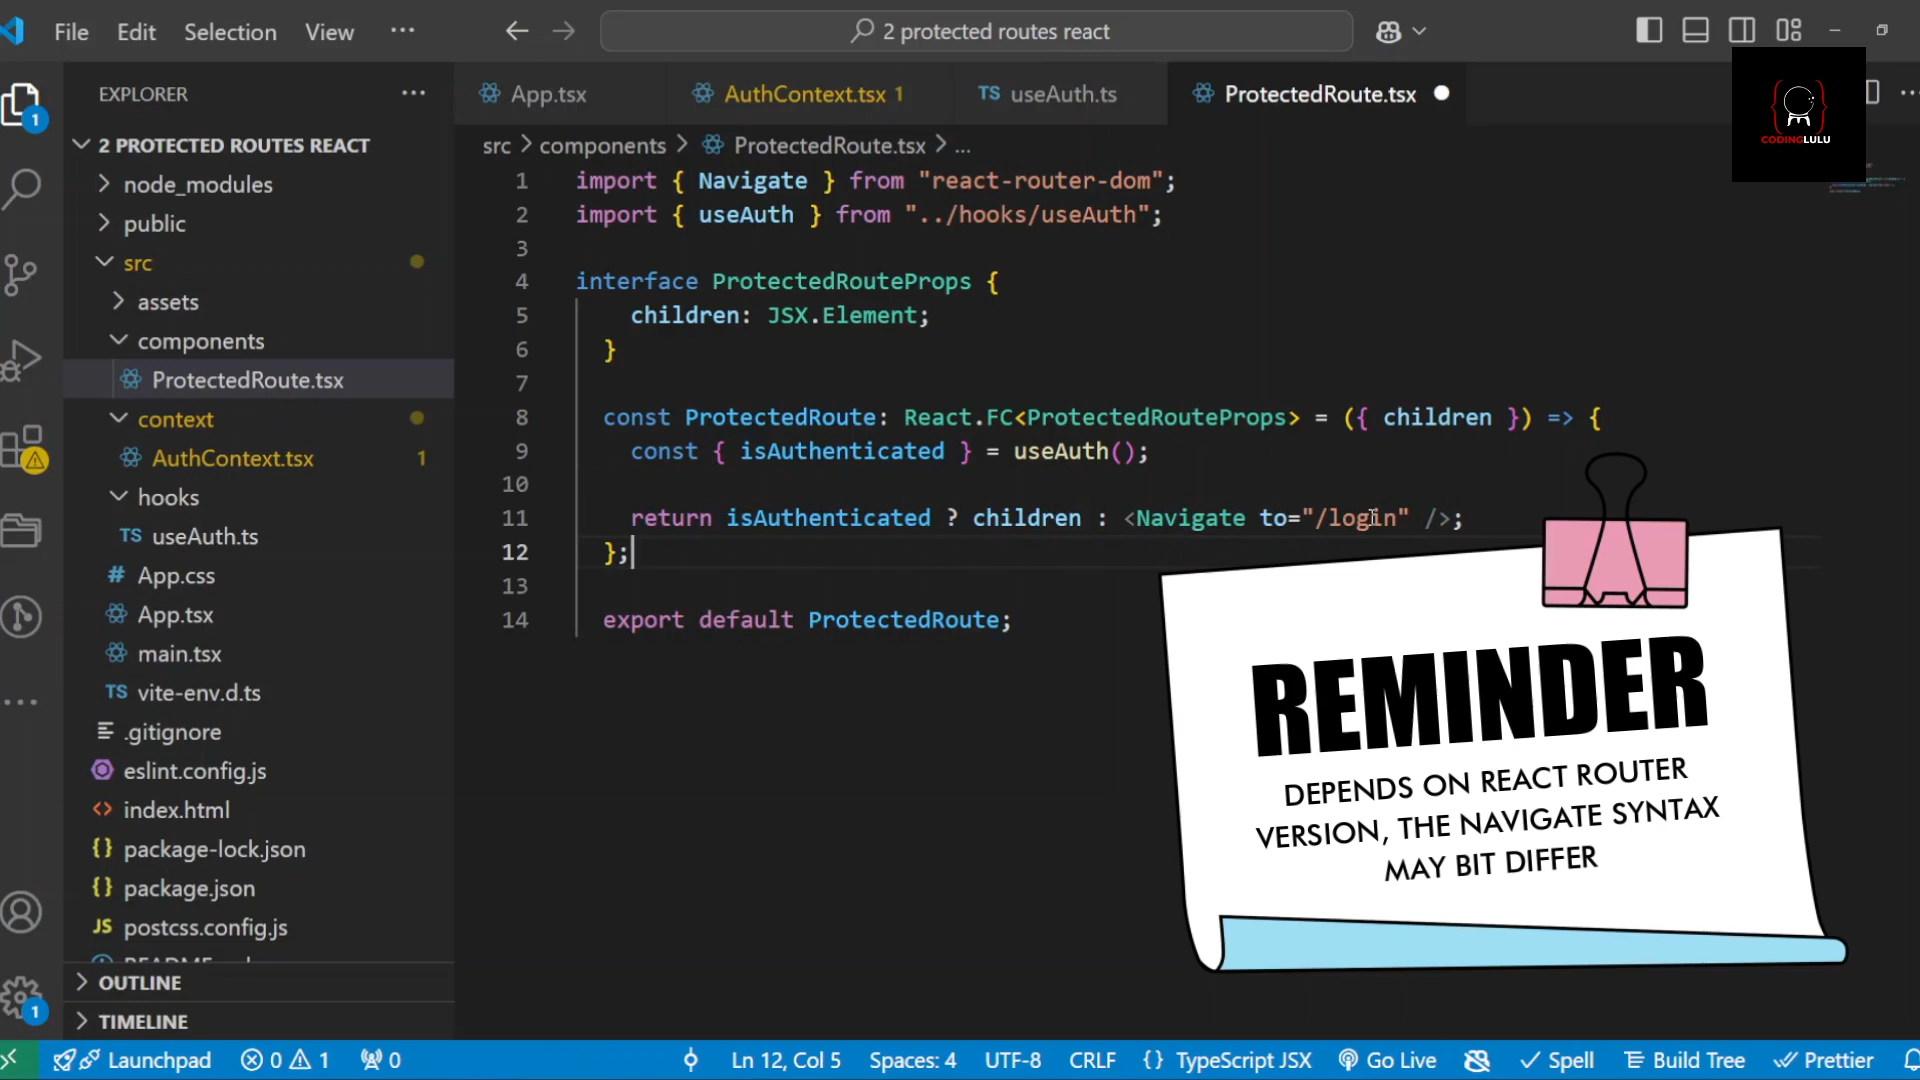 File Edit Selection View ...
2 protected routes react
EXPLORER ...
2 PROTECTED ROUTES REACT
node_modules
public
src
assets
components
ProtectedRoute.tsx
context
AuthContext.tsx 1
hooks
TS useAuth.ts
# App.css
App.tsx
main.tsx
TS vite-env.d.ts
.gitignore
eslint.config.js
<> index.html
{} package-lock.json
{} package.json
JS postcss.config.js
OUTLINE
TIMELINE
1
1
App.tsx
AuthContext.tsx 1
TS useAuth.ts
ProtectedRoute.tsx
CODINGLULU
src > components > ProtectedRoute.tsx > ...
1 import { Navigate } from "react-router-dom";
2 import { useAuth } from "../hooks/useAuth";
3
4 interface ProtectedRouteProps {
5 children: JSX.Element;
6 }
7
8 const ProtectedRoute: React.FC<ProtectedRouteProps> = ({ children }) => {
9 const { isAuthenticated } = useAuth();
10
11 return isAuthenticated ? children : <Navigate to="/login" />;
12 };
13
14 export default ProtectedRoute;
REMINDER
DEPENDS ON REACT ROUTER
VERSION, THE NAVIGATE SYNTAX
MAY BIT DIFFER
Launchpad 0 1 0 Ln 12, Col 5 Spaces: 4 UTF-8 CRLF {} TypeScript JSX Go Live Spell Build Tree Prettier